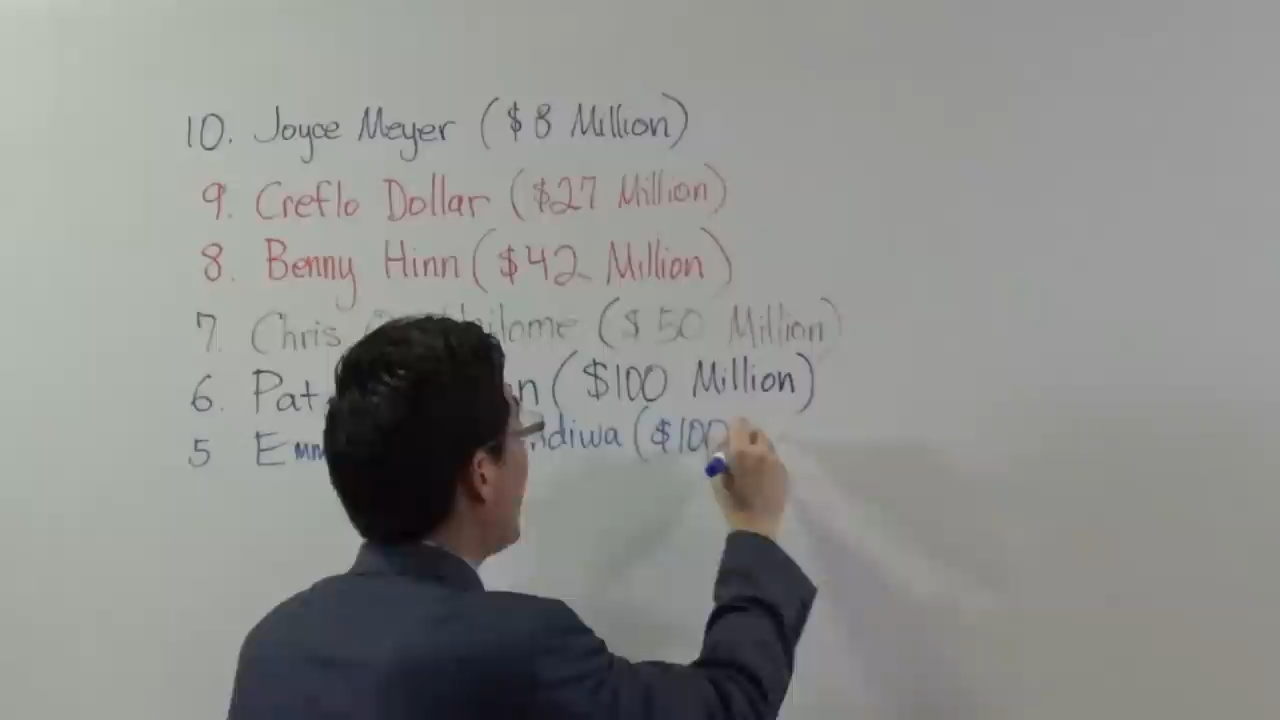 10. Joyce Meyer ($8 Million)
9. Creflo Dollar ($27 Million)
8. Benny Hinn ($42 Million)
7. Chris ($50 Million)
6. Pat ($100 Million)
5 ($100